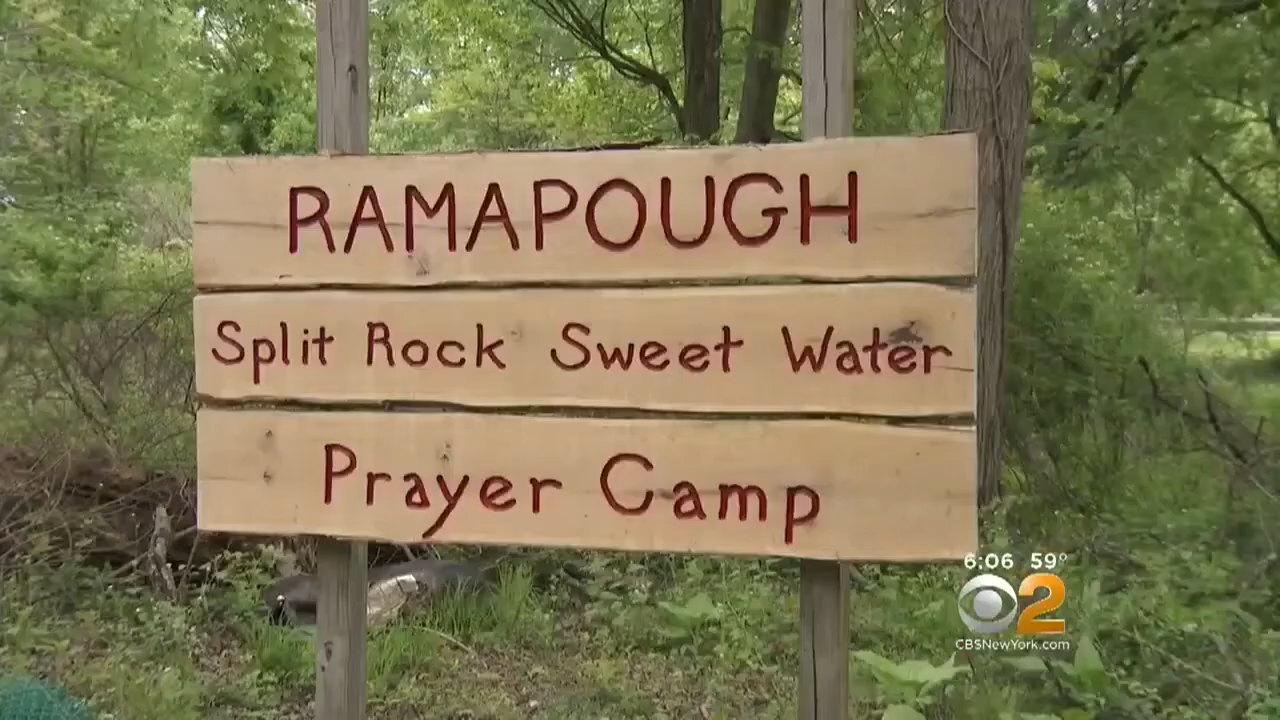 RAMAPOUGH
Split Rock Sweet Water
Prayer Camp
6:06 59°
2
CBSNewYork.com